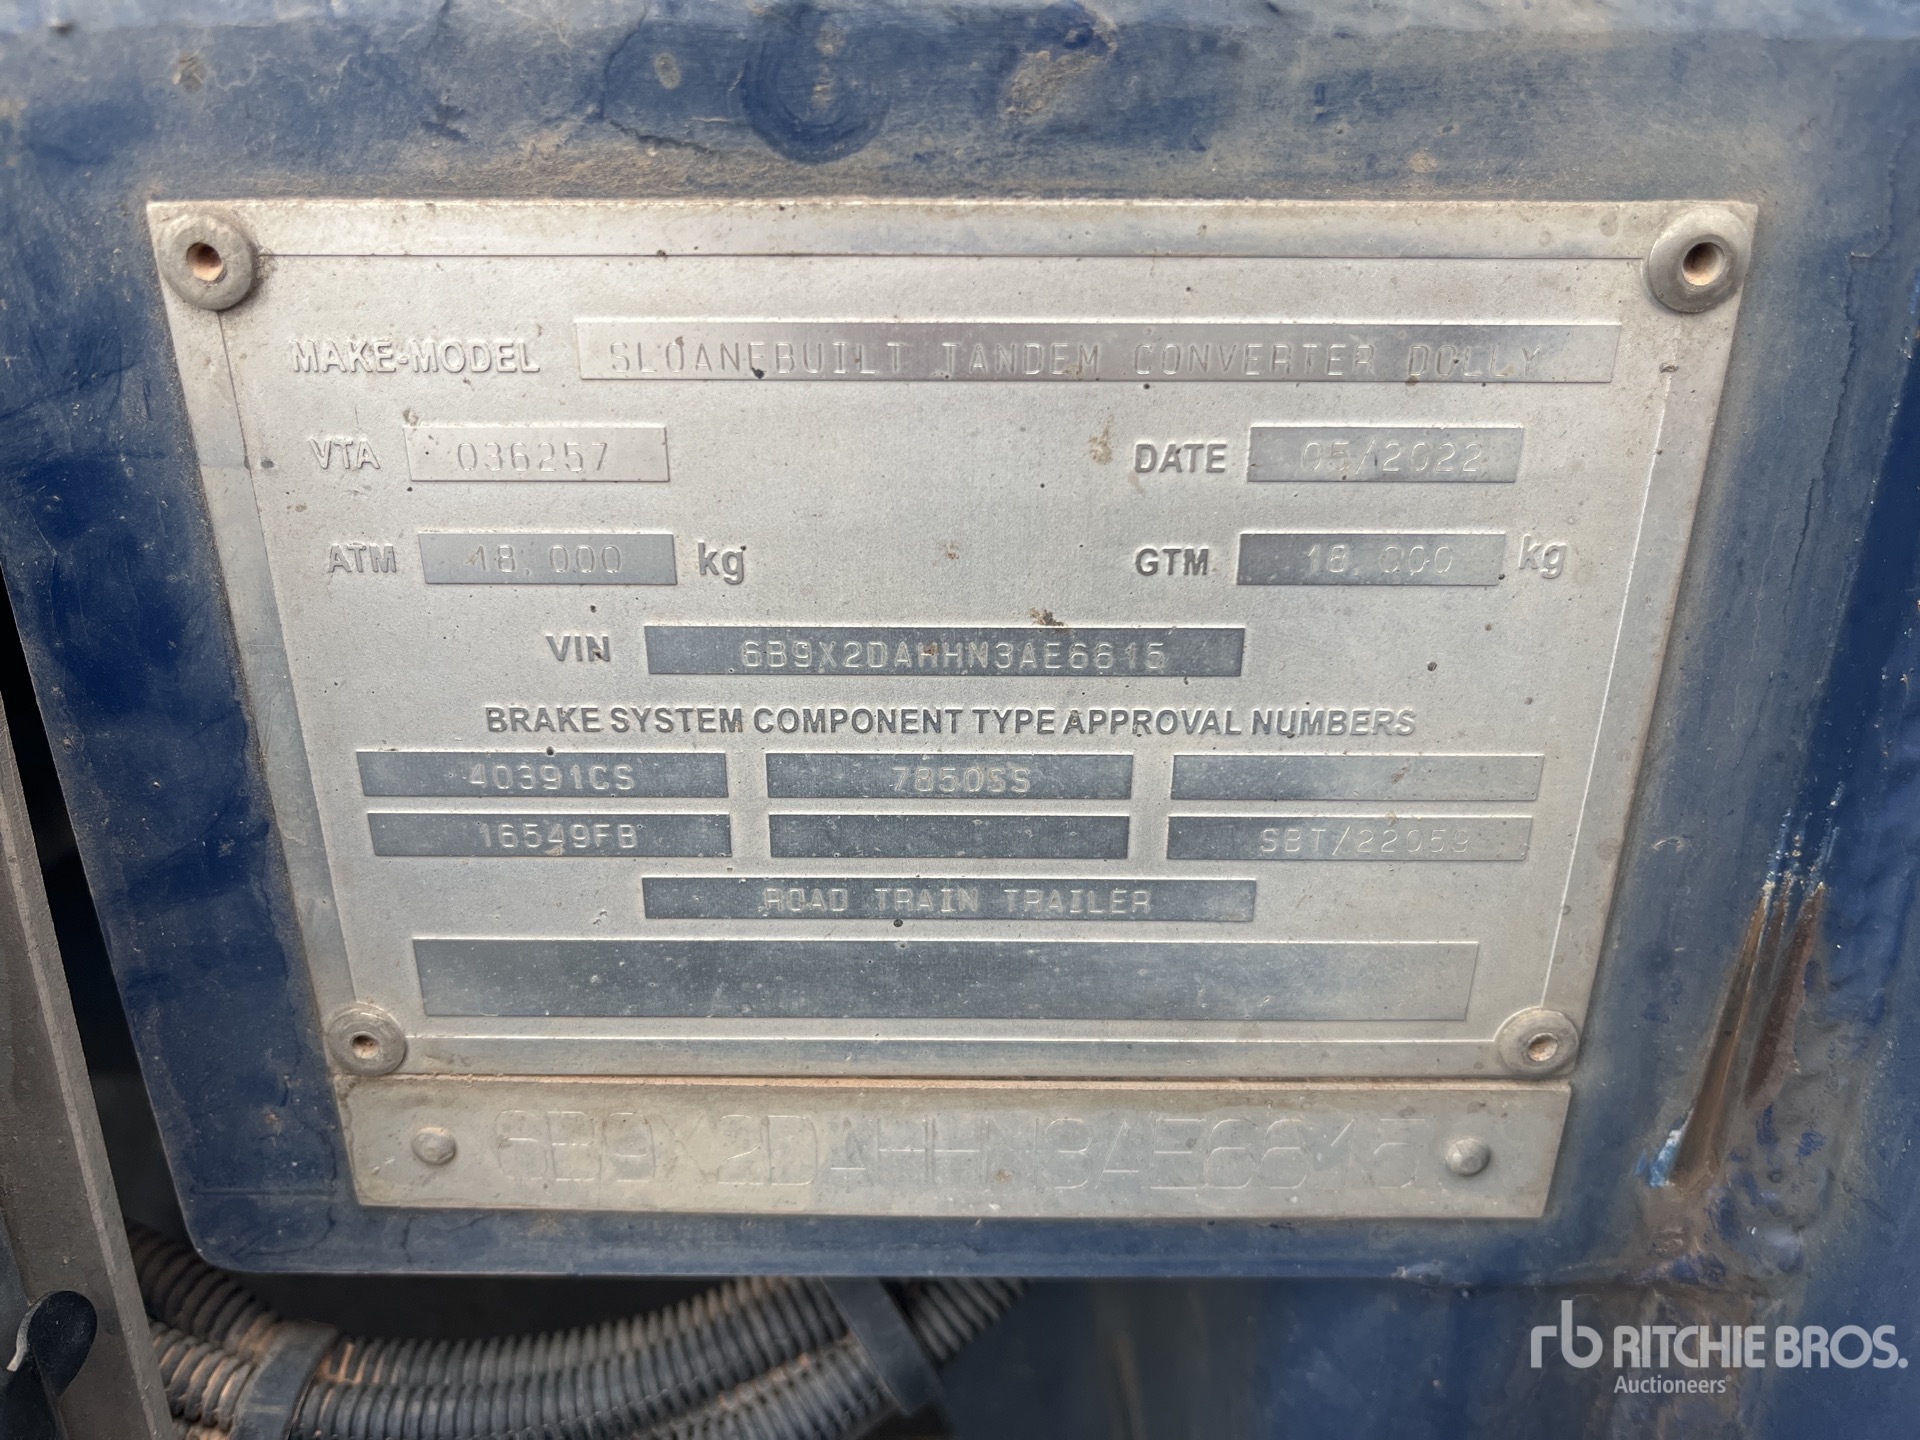 MAKE-MODEL SLOANEBUILT TANDEM CONVERTER DOLLY
VTA 036257 DATE 05/2022
ATM 18,000 kg GTM 18,000 kg
VIN 6B9X2DAHHN3AE6615
BRAKE SYSTEM COMPONENT TYPE APPROVAL NUMBERS
40391CS 7850SS
16549FB SBT/22059
ROAD TRAIN TRAILER
6B9X2DAHHN3AE6615
rb RITCHIE BROS.
Auctioneers